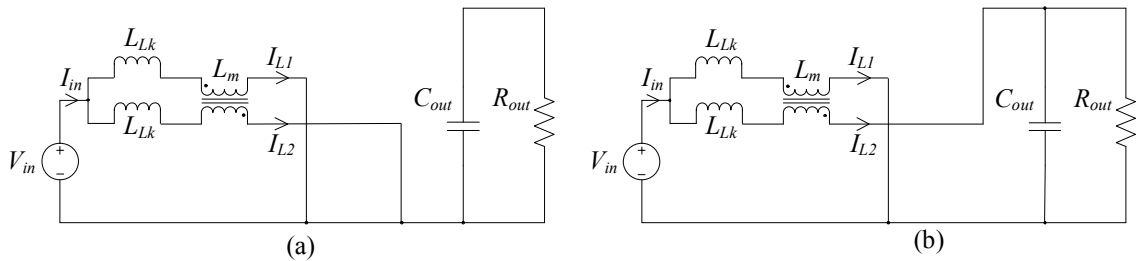 L_Lk
I_in
L_m
I_L1
L_Lk
I_L2
V_in
+
−
C_out
R_out
(a)
L_Lk
I_in
L_m
I_L1
L_Lk
I_L2
V_in
+
−
C_out
R_out
(b)